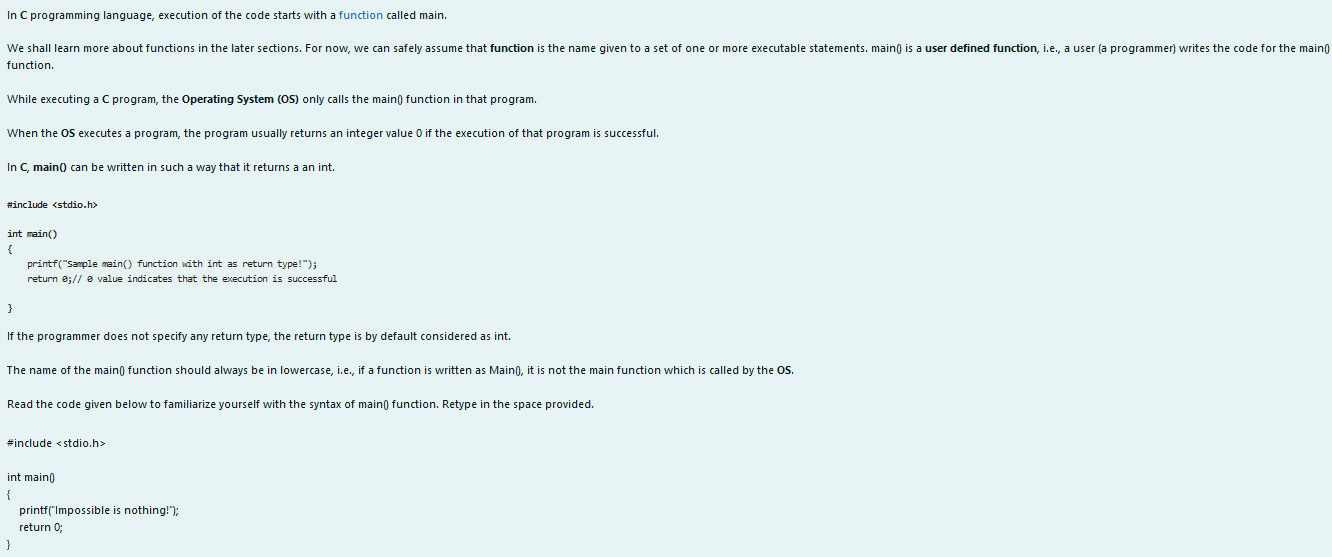 In C programming language, execution of the code starts with a function called main.
We shall learn more about functions in the later sections. For now, we can safely assume that function is the name given to a set of one or more executable statements. main() is a user defined function, i.e., a user (a programmer) writes the code for the main()
function.
While executing a C program, the Operating System (OS) only calls the main() function in that program.
When the OS executes a program, the program usually returns an integer value 0 if the execution of that program is successful.
In C, main() can be written in such a way that it returns a an int.
#include <stdio.h>
int main()
{
printf("Sample main() function with int as return type!");
return 0;// 0 value indicates that the execution is successful
}
If the programmer does not specify any return type, the return type is by default considered as int.
The name of the main() function should always be in lowercase, i.e., if a function is written as Main(), it is not the main function which is called by the OS.
Read the code given below to familiarize yourself with the syntax of main() function. Retype in the space provided.
#include <stdio.h>
int main()
{
printf("Impossible is nothing!");
return 0;
}